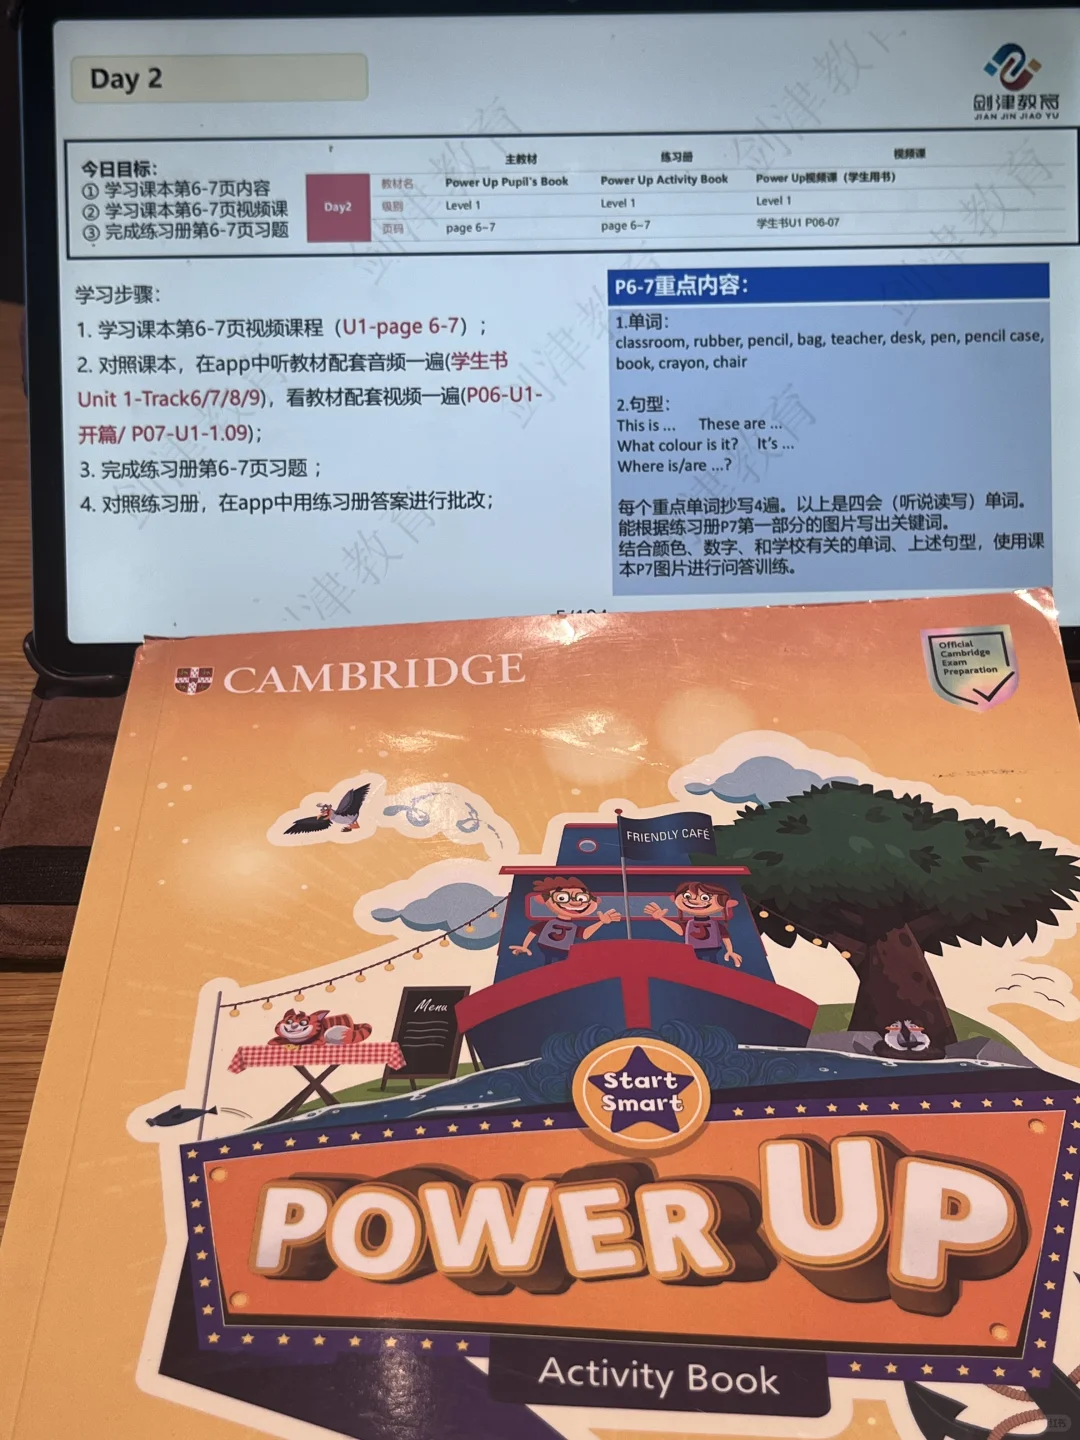 Day 2
剑津教育
JIAN JIN JIAO YU
今日目标：
① 学习课本第6-7页内容
② 学习课本第6-7页视频课
③ 完成练习册第6-7页习题
主教材 练习册 视频课
Day2
教材名 Power Up Pupil's Book Power Up Activity Book Power Up视频课（学生用书）
级别 Level 1 Level 1 Level 1
页码 page 6-7 page 6-7 学生书U1 P06-07
学习步骤：
1. 学习课本第6-7页视频课程（U1-page 6-7）；
2. 对照课本，在app中听教材配套音频一遍(学生书
Unit 1-Track6/7/8/9)，看教材配套视频一遍(P06-U1-
开篇/ P07-U1-1.09)；
3. 完成练习册第6-7页习题；
4. 对照练习册，在app中用练习册答案进行批改；
P6-7重点内容：
1.单词：
classroom, rubber, pencil, bag, teacher, desk, pen, pencil case,
book, crayon, chair
2.句型：
This is ... These are ...
What colour is it? It's ...
Where is/are ...?
每个重点单词抄写4遍。以上是四会（听说读写）单词。
能根据练习册P7第一部分的图片写出关键词。
结合颜色、数字、和学校有关的单词、上述句型，使用课
本P7图片进行问答训练。
CAMBRIDGE
Official
Cambridge
Exam
Preparation
FRIENDLY CAFÉ
J
J
Menu
Start
Smart
POWER UP
Activity Book